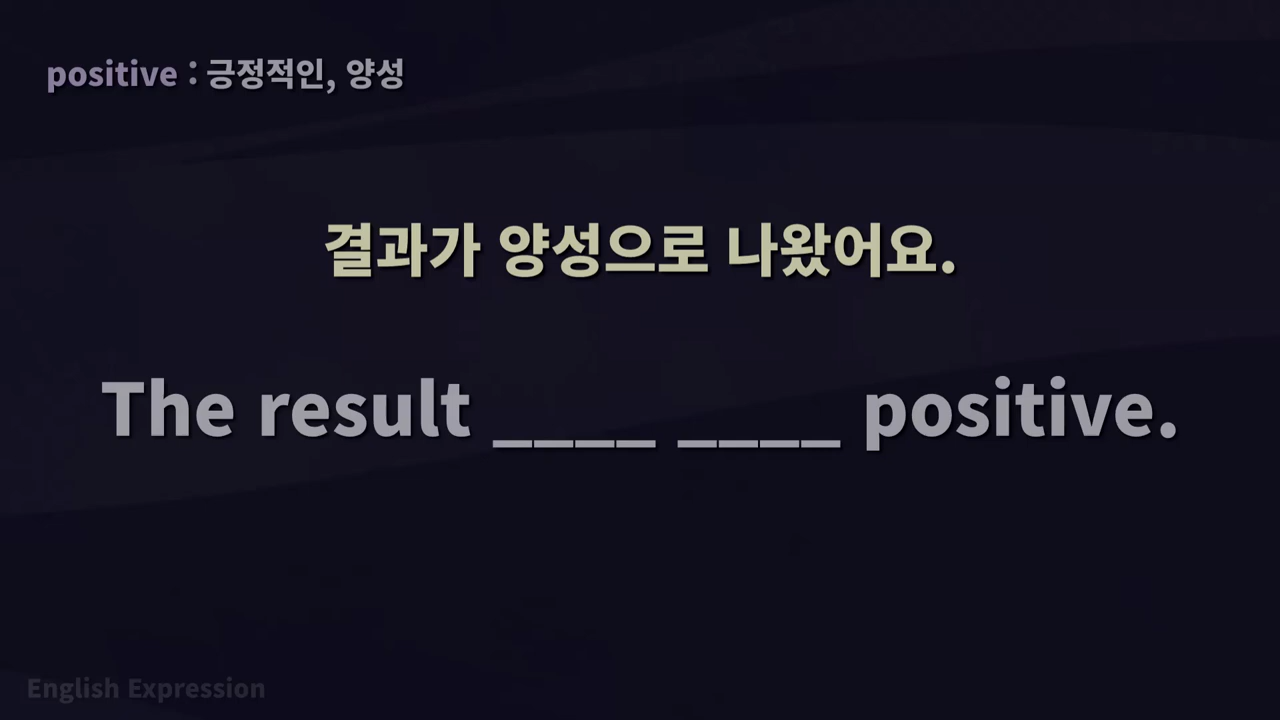 positive : 긍정적인, 양성
결과가 양성으로 나왔어요.
The result ____ ____ positive.
English Expression